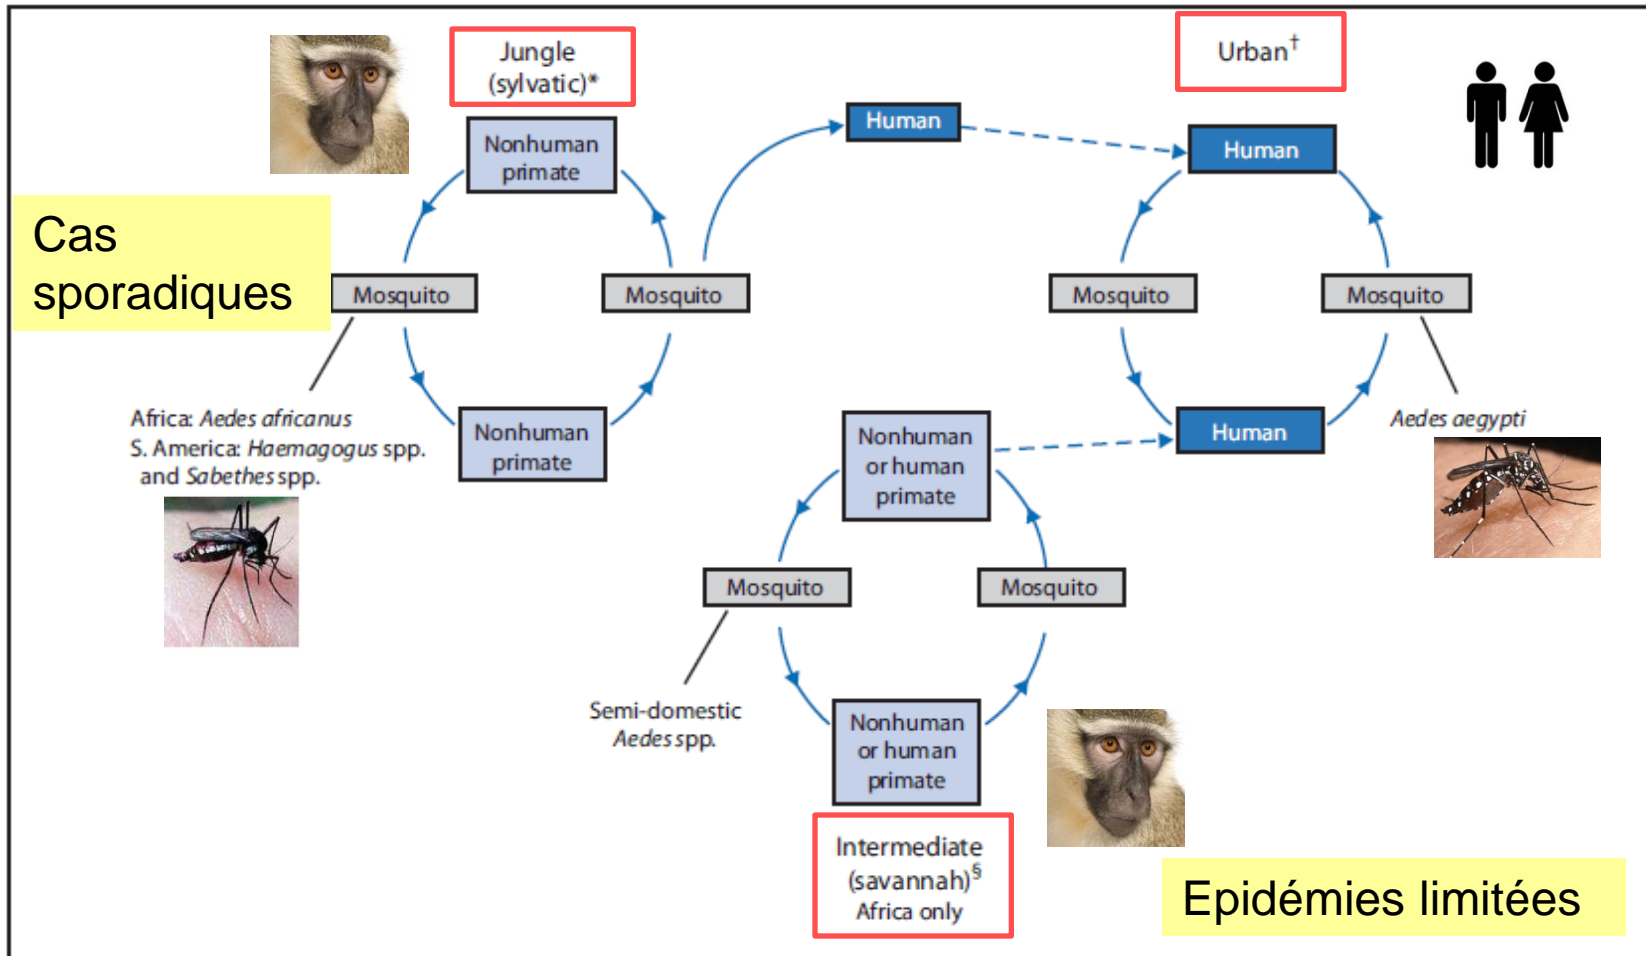 Jungle
(sylvatic)*
Urban†
Nonhuman
primate
Human
Human
Cas
sporadiques
Mosquito
Mosquito
Mosquito
Mosquito
Africa: Aedes africanus
S. America: Haemagogus spp.
and Sabethes spp.
Nonhuman
primate
Nonhuman
or human
primate
Human
Aedes aegypti
Mosquito
Mosquito
Semi-domestic
Aedes spp.
Nonhuman
or human
primate
Intermediate
(savannah)§
Africa only
Epidémies limitées